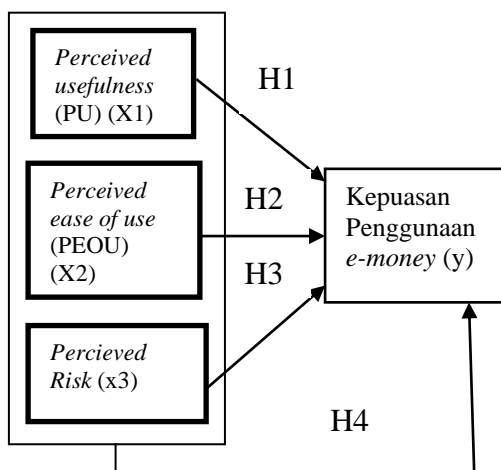 Perceived
usefulness
(PU) (X1)
H1
Perceived
ease of use
(PEOU)
(X2)
H2
Kepuasan
Penggunaan
e-money (y)
H3
Percieved
Risk (x3)
H4